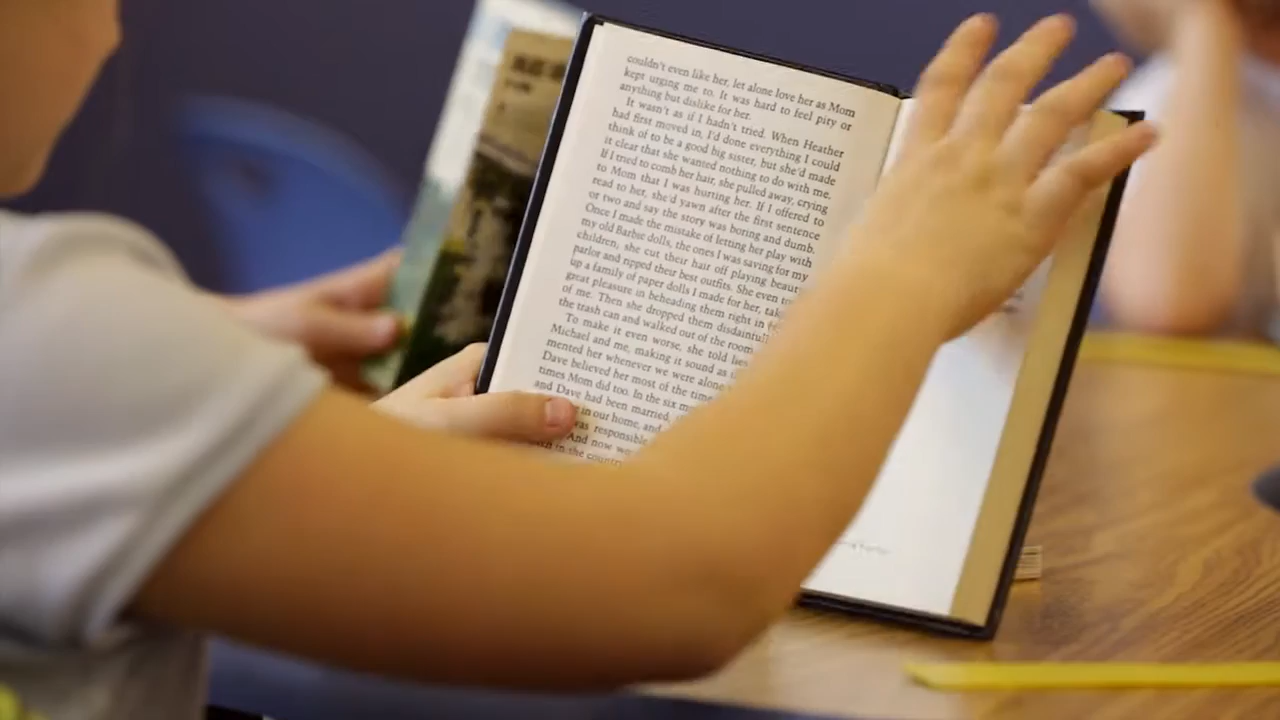 couldn't even like her, let alone love her as Mom
kept urging me to. It was hard to feel pity or
anything but dislike for her.
It wasn't as if I hadn't tried. When Heather
had first moved in, I'd done everything I could
think of to be a good big sister, but she'd made
it clear that she wanted nothing to do with me.
If I tried to comb her hair, she pulled away, crying
to Mom that I was hurting her. If I offered to
read to her, she'd yawn after the first sentence
or two and say the story was boring and dumb.
Once I made the mistake of letting her play with
my old Barbie dolls, the ones I was saving for my
children, she cut their hair off playing beaut
parlor and ripped their best outfits. She even to
up a family of paper dolls I made for her, tak
great pleasure in beheading them right in f
of me. Then she dropped them disdainful
the trash can and walked out of the room
To make it even worse, she told lies
Michael and me, making it sound as i
mented her whenever we were alone
Dave believed her most of the time
times Mom did too. In the six m
and Dave had been married,
in our home, and
was responsible
And now we
in the country